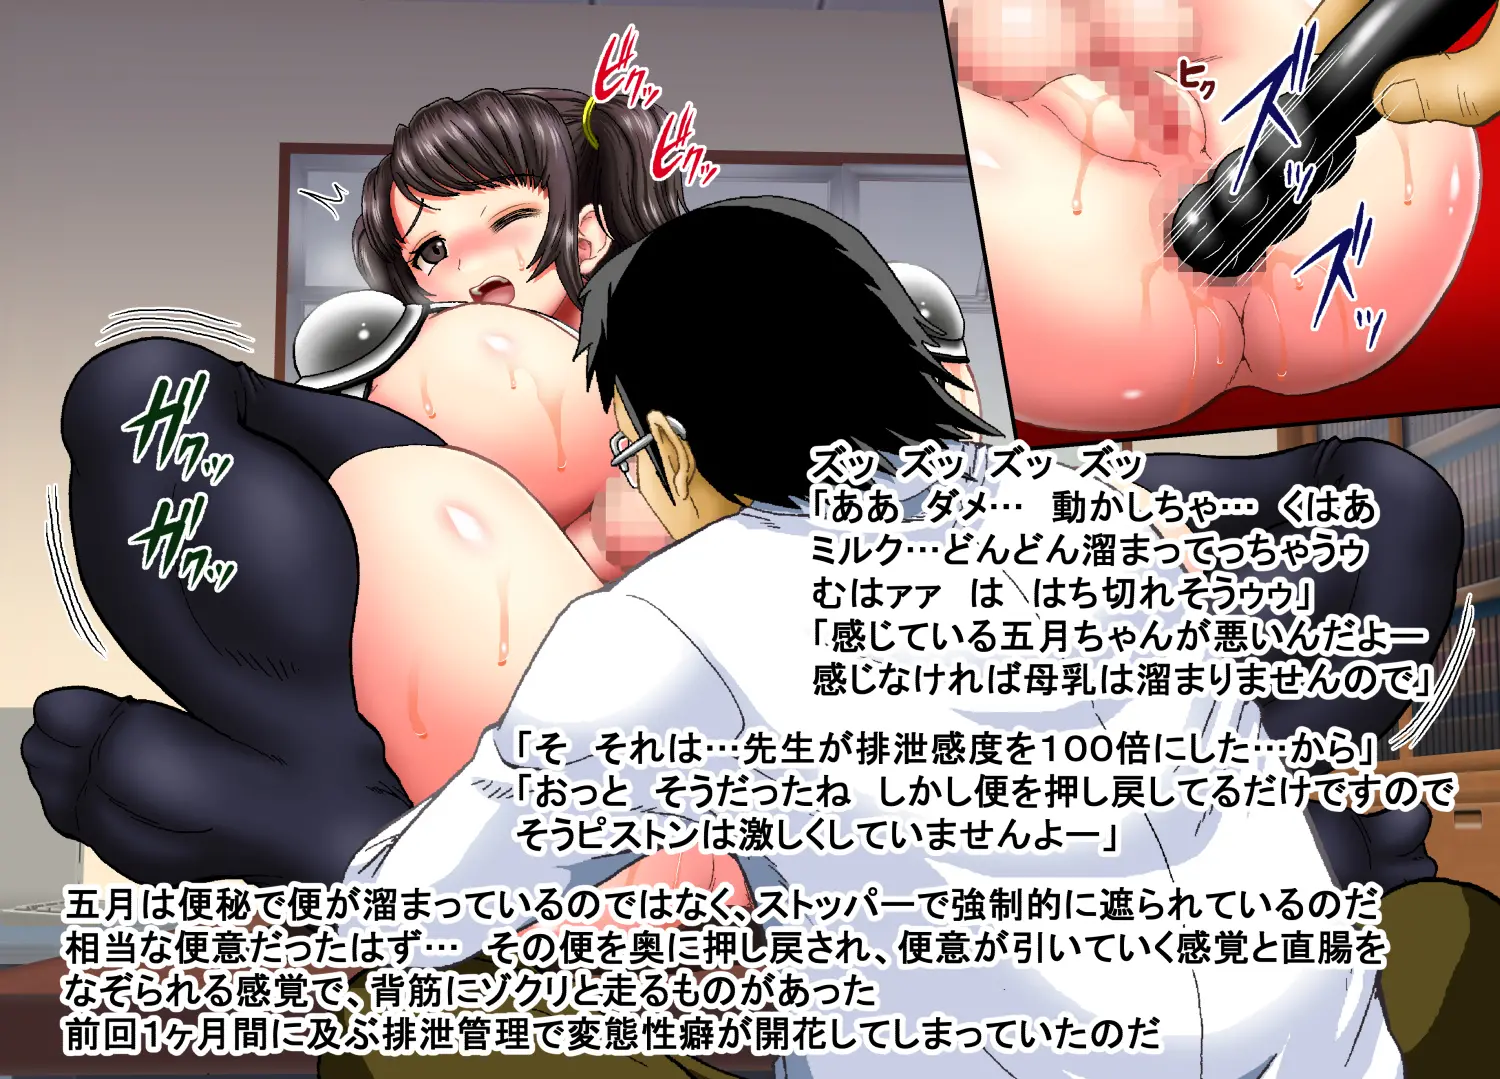 ビクッ
ビクッ
ヒク
ズッ
ズッ
ガクッ
ガクッ
ズッ ズッ ズッ ズッ
「ああ ダメ… 動かしちゃ… くはあ
ミルク…どんどん溜まってっちゃうゥ
むはァァ は はち切れそうゥゥ」
「感じている五月ちゃんが悪いんだよー
感じなければ母乳は溜まりませんので」
「そ それは…先生が排泄感度を１００倍にした…から」
「おっと そうだったね しかし便を押し戻してるだけですので
そうピストンは激しくしていませんよー」
五月は便秘で便が溜まっているのではなく、ストッパーで強制的に遮られているのだ
相当な便意だったはず… その便を奥に押し戻され、便意が引いていく感覚と直腸を
なぞられる感覚で、背筋にゾクリと走るものがあった
前回１ヶ月間に及ぶ排泄管理で変態性癖が開花してしまっていたのだ